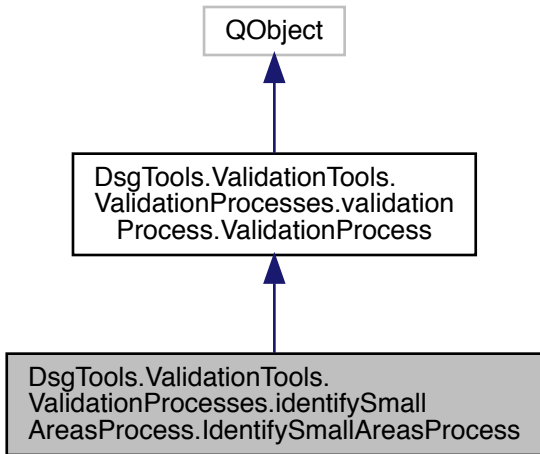 QObject
DsgTools.ValidationTools.
ValidationProcesses.validation
Process.ValidationProcess
DsgTools.ValidationTools.
ValidationProcesses.identifySmall
AreasProcess.IdentifySmallAreasProcess